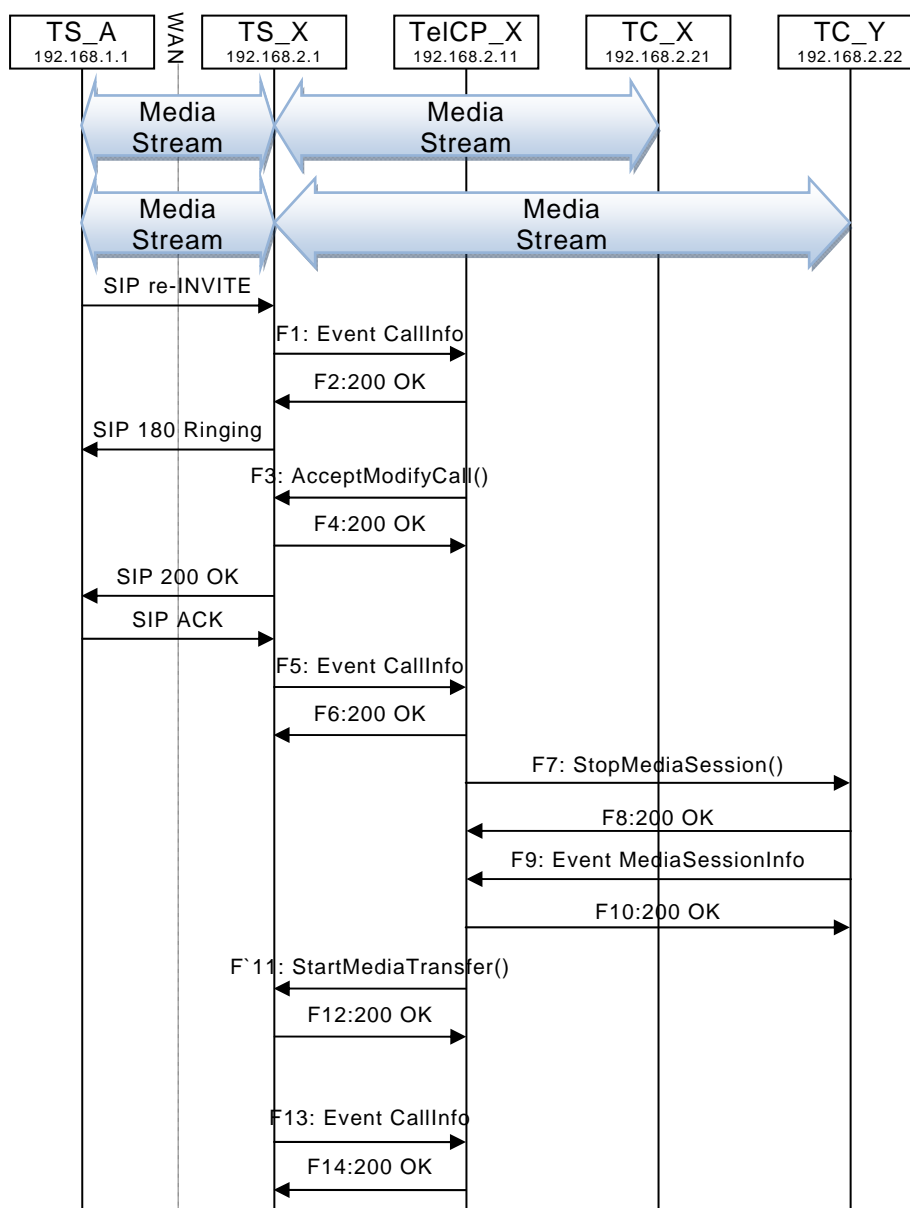 TS_A
192.168.1.1
WAN
TS_X
192.168.2.1
TelCP_X
192.168.2.11
TC_X
192.168.2.21
TC_Y
192.168.2.22
Media
Stream
Media
Stream
Media
Stream
Media
Stream
SIP re-INVITE
F1: Event CallInfo
F2:200 OK
SIP 180 Ringing
F3: AcceptModifyCall()
F4:200 OK
SIP 200 OK
SIP ACK
F5: Event CallInfo
F6:200 OK
F7: StopMediaSession()
F8:200 OK
F9: Event MediaSessionInfo
F10:200 OK
F`11: StartMediaTransfer()
F12:200 OK
F13: Event CallInfo
F14:200 OK